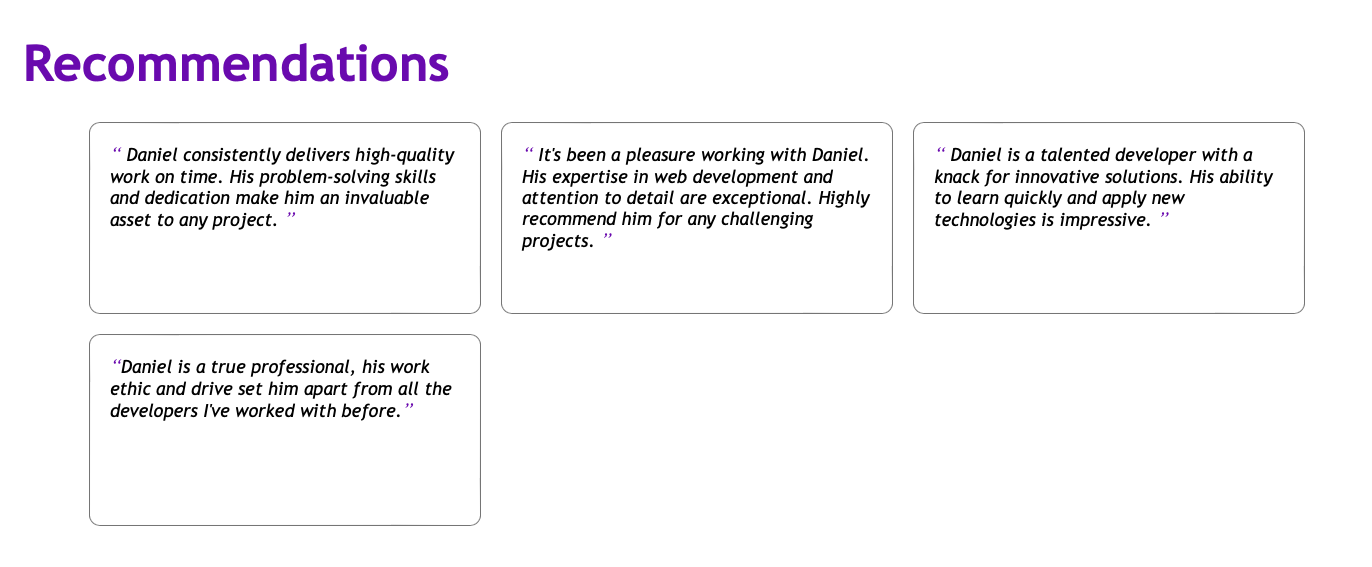 Recommendations
“ Daniel consistently delivers high-quality
work on time. His problem-solving skills
and dedication make him an invaluable
asset to any project. ”
“ It's been a pleasure working with Daniel.
His expertise in web development and
attention to detail are exceptional. Highly
recommend him for any challenging
projects. ”
“ Daniel is a talented developer with a
knack for innovative solutions. His ability
to learn quickly and apply new
technologies is impressive. ”
“Daniel is a true professional, his work
ethic and drive set him apart from all the
developers I've worked with before.”